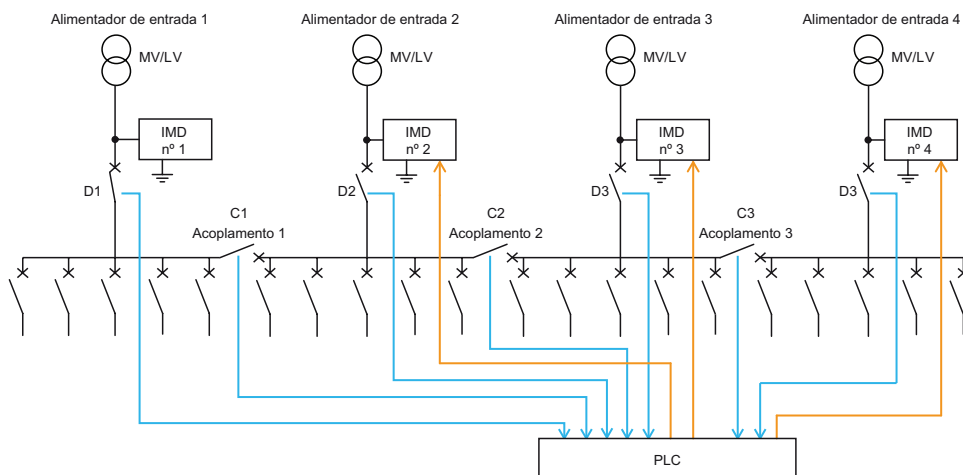 Alimentador de entrada 1
Alimentador de entrada 2
Alimentador de entrada 3
Alimentador de entrada 4
MV/LV
MV/LV
MV/LV
MV/LV
IMD
nº 1
IMD
nº 2
IMD
nº 3
IMD
nº 4
D1
D2
D3
D3
C1
Acoplamento 1
C2
Acoplamento 2
C3
Acoplamento 3
PLC